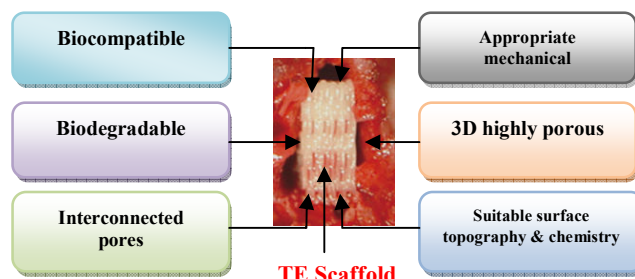 Biocompatible
Appropriate
mechanical
Biodegradable
3D highly porous
Interconnected
pores
Suitable surface
topography & chemistry
TE Scaffold